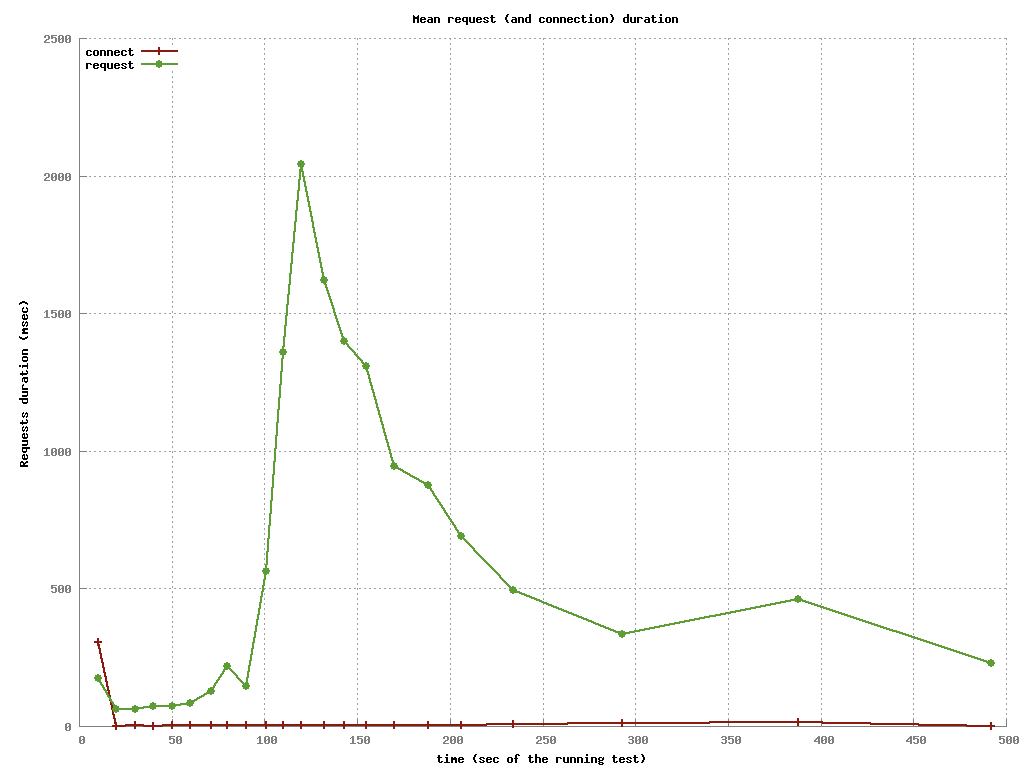 Mean request (and connection) duration
2500
connect
request
2000
1500
1000
500
0
Requests duration (msec)
0 50 100 150 200 250 300 350 400 450 500
time (sec of the running test)